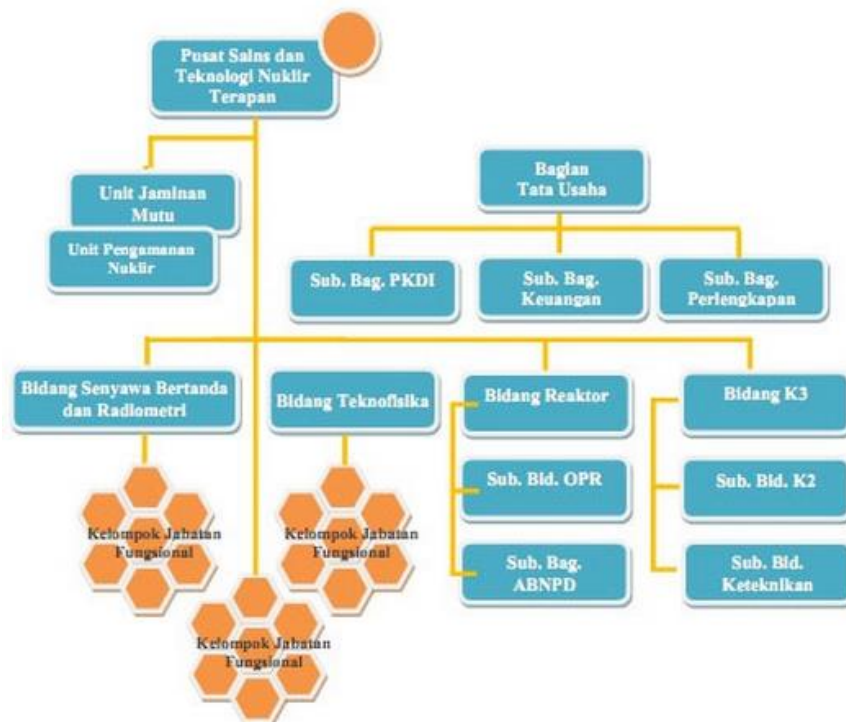 Pusat Sains dan
Teknologi Nuklir
Terapan
Unit Jaminan
Mutu
Unit Pengamanan
Nuklir
Bagian
Tata Usaha
Sub. Bag. PKDI
Sub. Bag.
Keuangan
Sub. Bag.
Perlengkapan
Bidang Senyawa Bertanda
dan Radiometri
Bidang Teknofisika
Bidang Reaktor
Bidang K3
Sub. Bid. OPR
Sub. Bid. K2
Sub. Bag.
ABNPD
Sub. Bid.
Keteknikan
Kelompok Jabatan
Fungsional
Kelompok Jabatan
Fungsional
Kelompok Jabatan
Fungsional